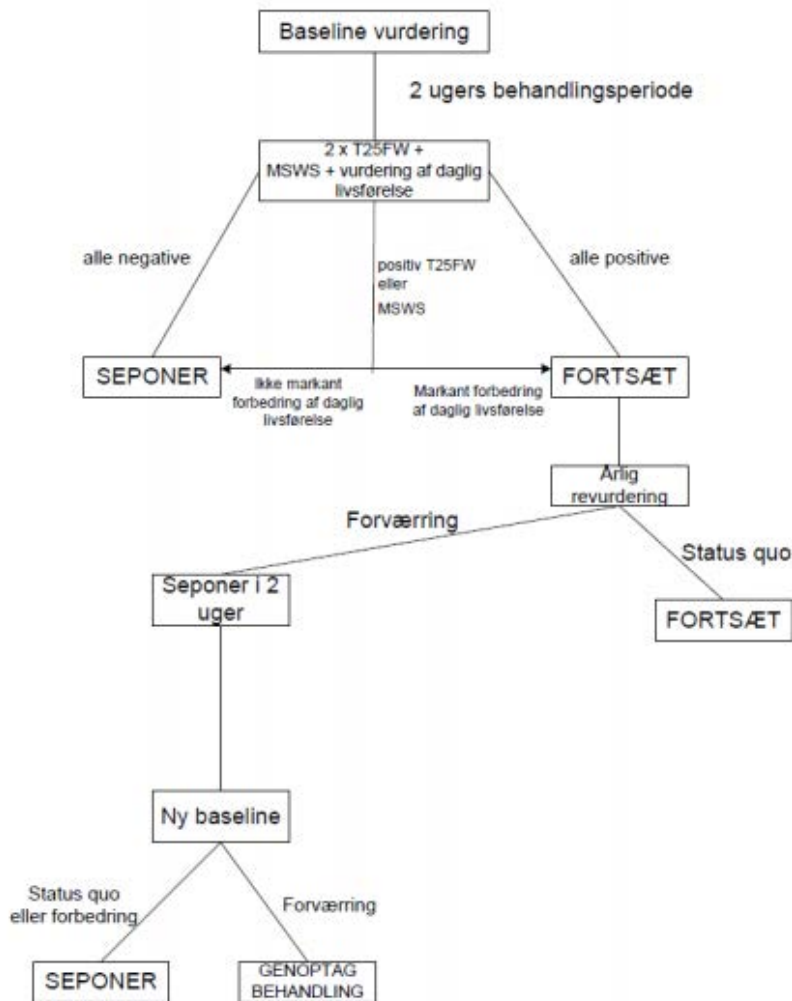 Baseline vurdering
2 ugers behandlingsperiode
2 x T25FW +
MSWS + vurdering af daglig
livsførelse
alle negative
positiv T25FW
eller
MSWS
alle positive
SEPONER
FORTSÆT
Ikke markant
forbedring af daglig
livsførelse
Markant forbedring
af daglig livsførelse
Årlig
revurdering
Forværring
Status quo
Seponer i 2
uger
FORTSÆT
Ny baseline
Status quo
eller forbedring
Forværring
SEPONER
GENOPTAG
BEHANDLING